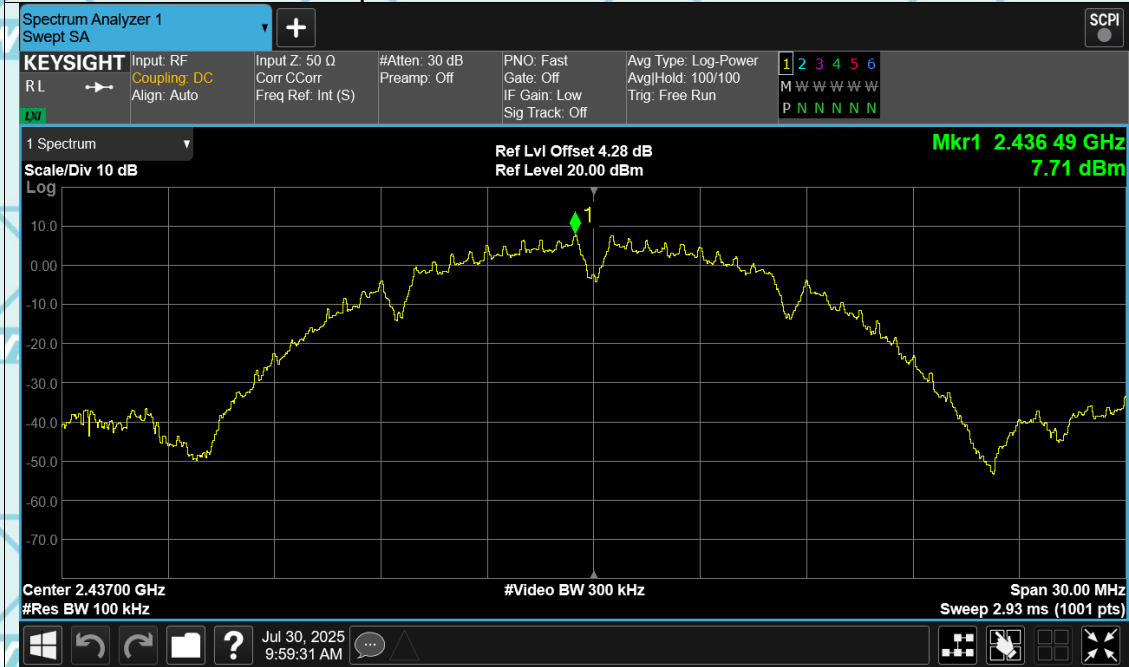 Spectrum Analyzer 1
Swept SA
+
SCPI
KEYSIGHT
R L
LXI
Input: RF
Coupling: DC
Align: Auto
Input Z: 50 Ω
Corr CCorr
Freq Ref: Int (S)
#Atten: 30 dB
Preamp: Off
PNO: Fast
Gate: Off
IF Gain: Low
Sig Track: Off
Avg Type: Log-Power
Avg|Hold: 100/100
Trig: Free Run
1 2 3 4 5 6
M W W W W W
P N N N N N
1 Spectrum
Scale/Div 10 dB
Log
Ref Lvl Offset 4.28 dB
Ref Level 20.00 dBm
Mkr1 2.436 49 GHz
7.71 dBm
1
10.0
0.00
-10.0
-20.0
-30.0
-40.0
-50.0
-60.0
-70.0
Center 2.43700 GHz
#Res BW 100 kHz
#Video BW 300 kHz
Span 30.00 MHz
Sweep 2.93 ms (1001 pts)
?
Jul 30, 2025
9:59:31 AM